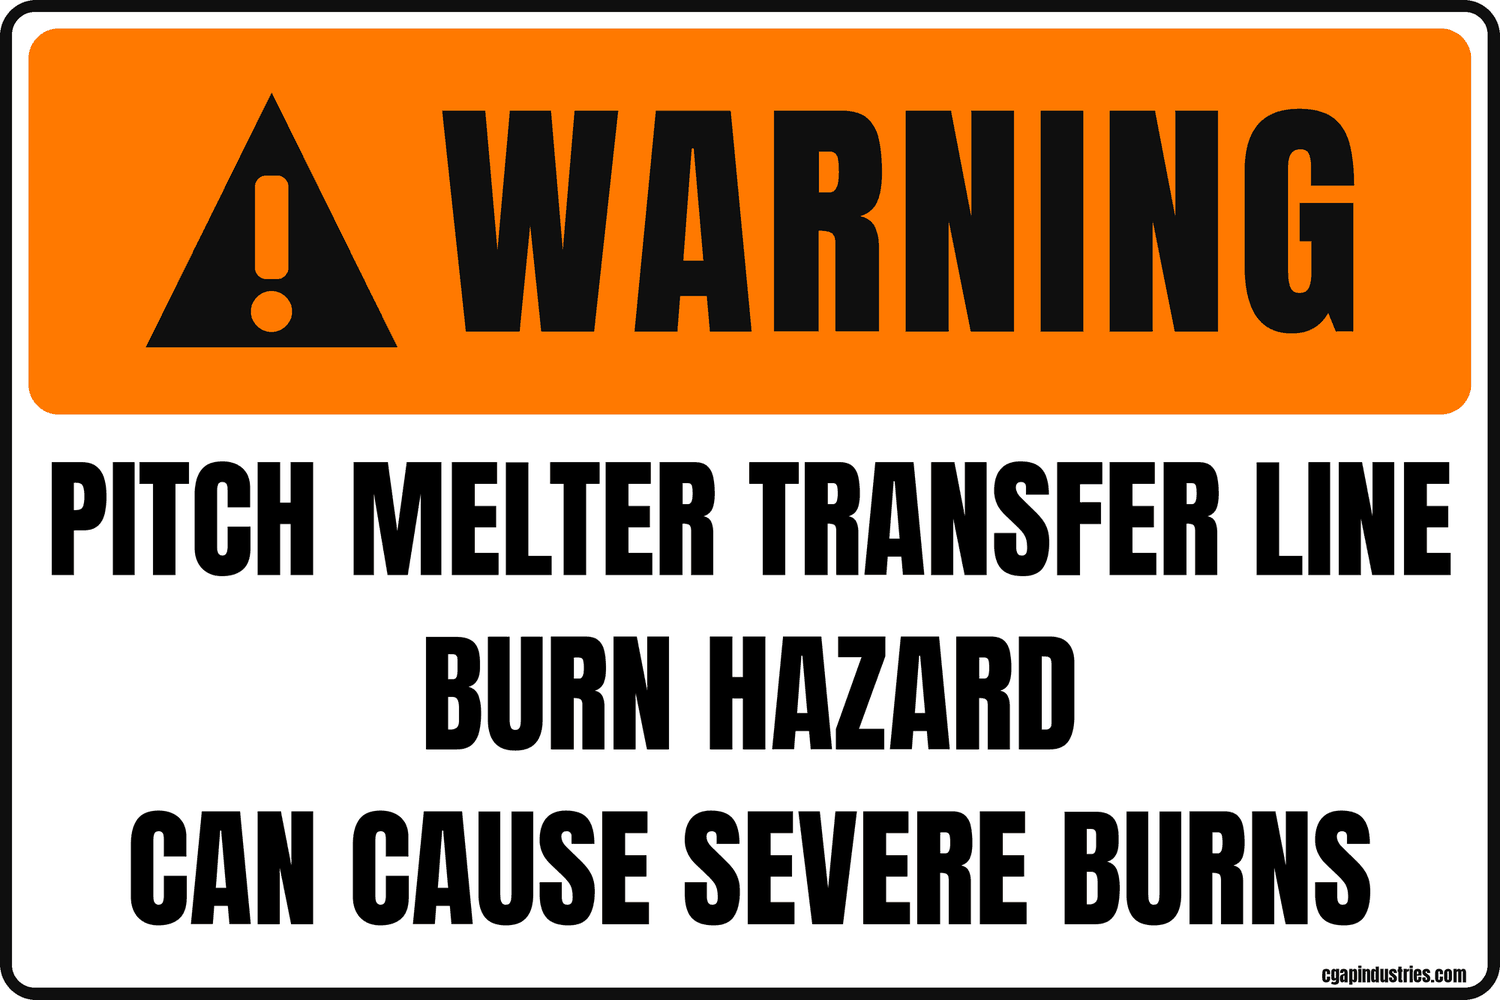 WARNING
PITCH MELTER TRANSFER LINE
BURN HAZARD
CAN CAUSE SEVERE BURNS
cgapindustries.com